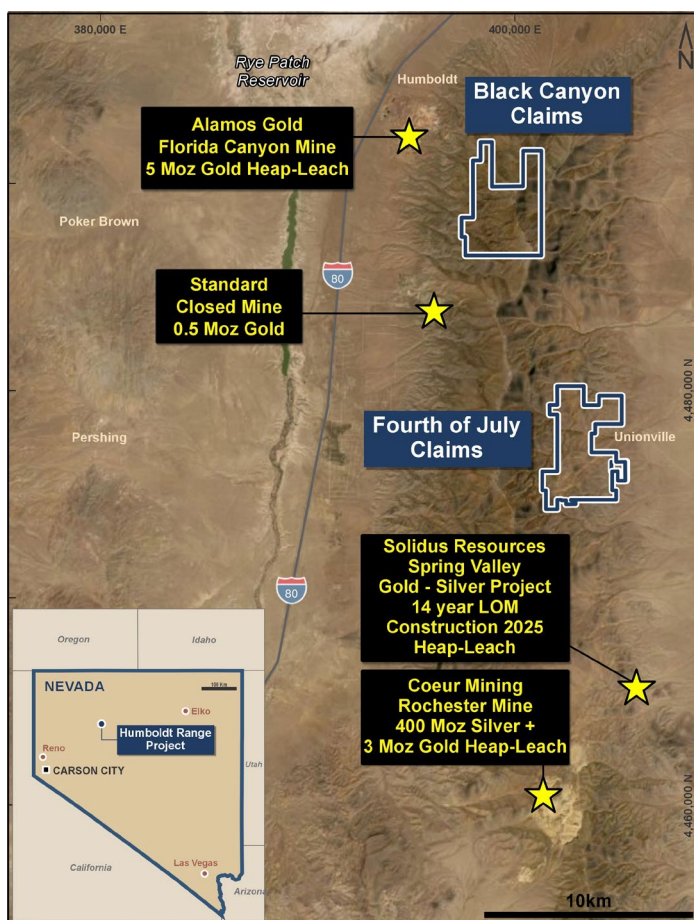 380,000 E
400,000 E
N
Rye Patch
Reservoir
Humboldt
Black Canyon
Claims
Alamos Gold
Florida Canyon Mine
5 Moz Gold Heap-Leach
Poker Brown
80
Standard
Closed Mine
0.5 Moz Gold
4,480,000 N
Pershing
Fourth of July
Claims
Unionville
Solidus Resources
Spring Valley
Gold - Silver Project
14 year LOM
Construction 2025
Heap-Leach
80
Coeur Mining
Rochester Mine
400 Moz Silver +
3 Moz Gold Heap-Leach
4,460,000 N
10km
Oregon
Idaho
NEVADA
100 Km
Elko
Humboldt Range
Project
Reno
CARSON CITY
Utah
California
Las Vegas
Arizona